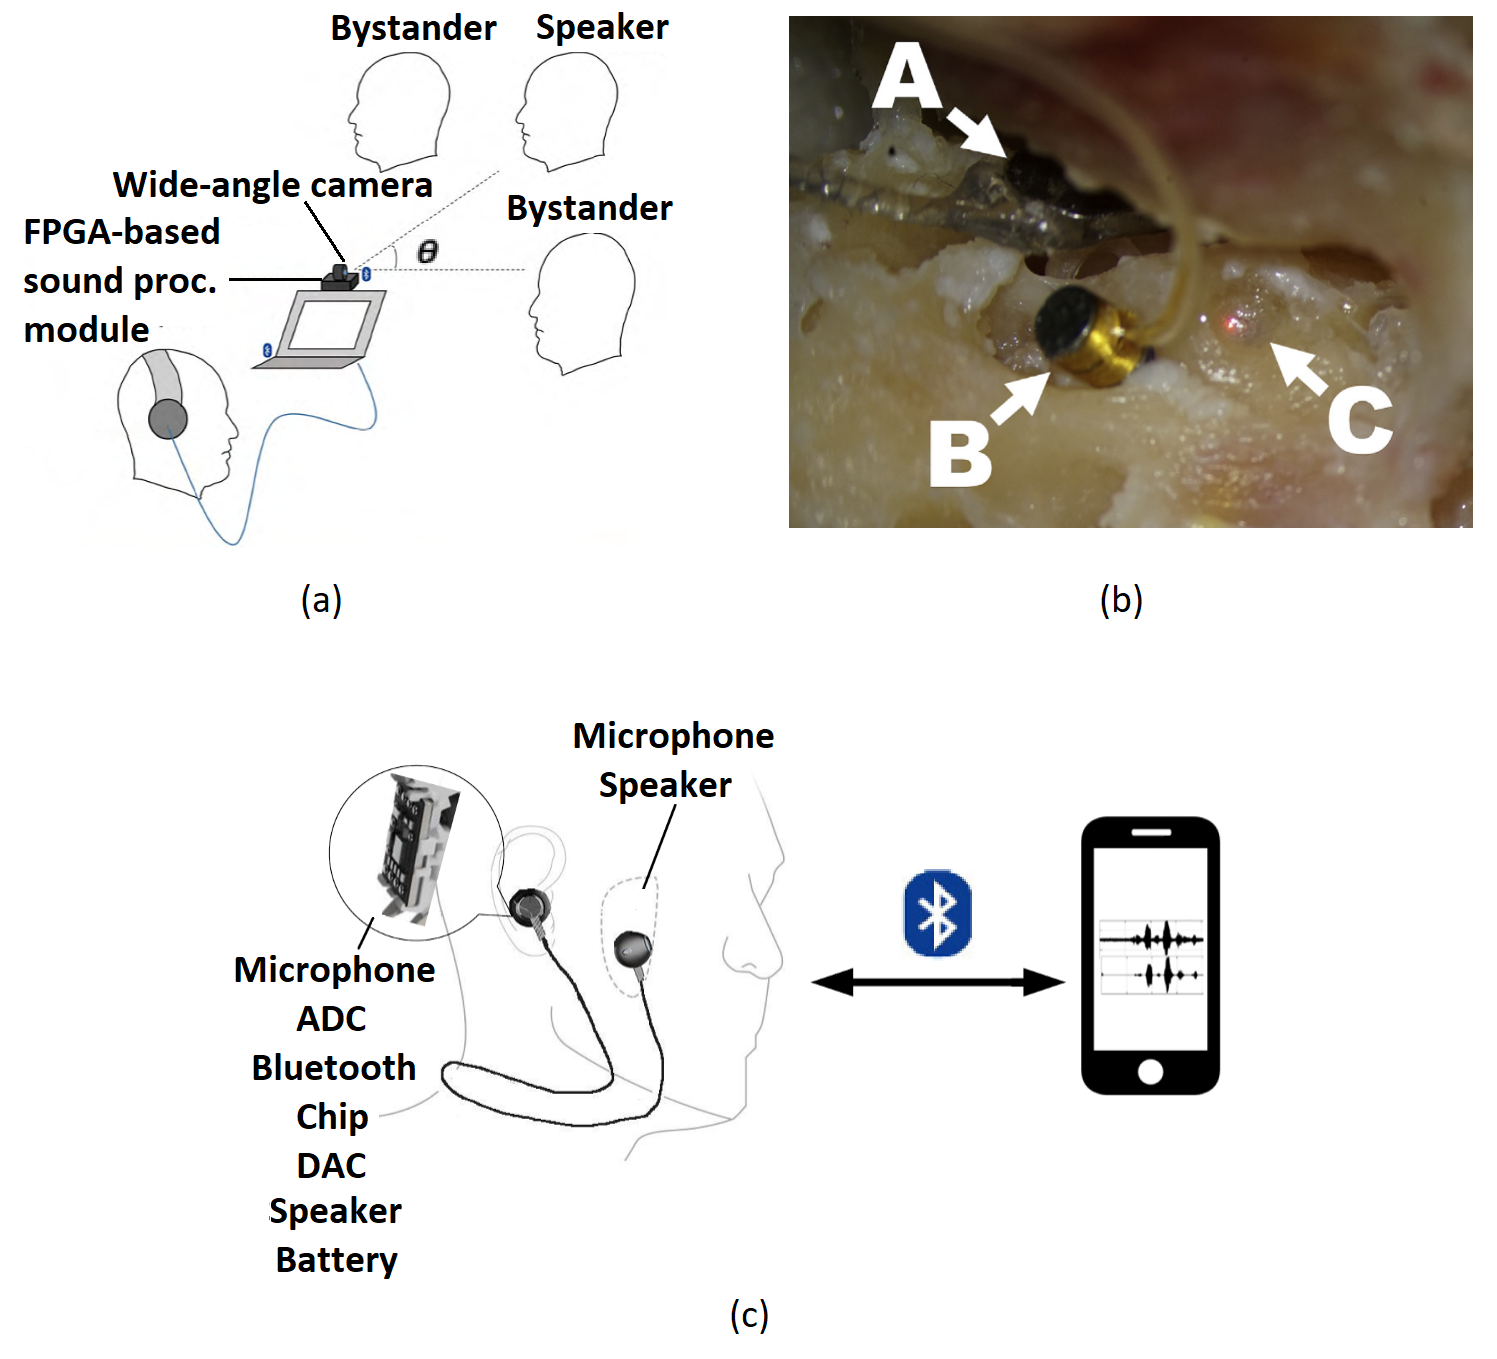 Bystander
Speaker
Wide-angle camera
Bystander
FPGA-based
sound proc.
module
θ
A
B
C
(a)
(b)
Microphone
Speaker
Microphone
ADC
Bluetooth
Chip
DAC
Speaker
Battery
(c)